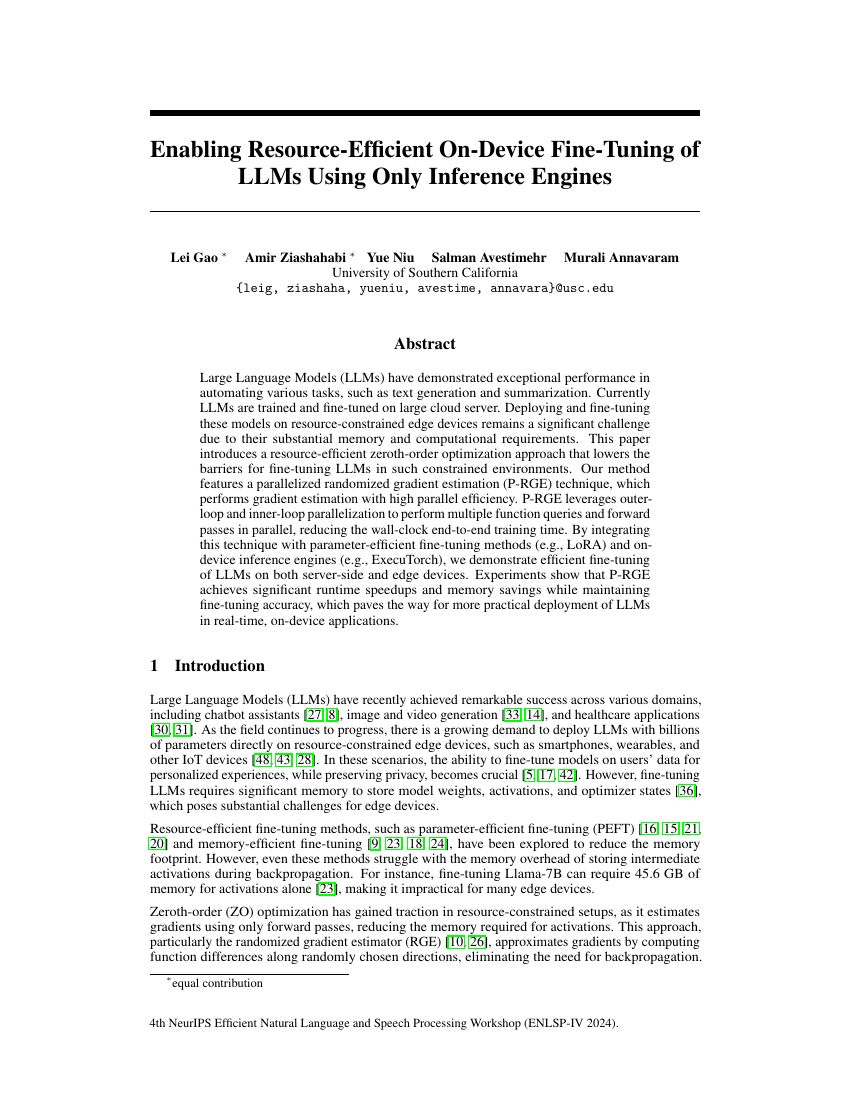 Enabling Resource-Efficient On-Device Fine-Tuning of
LLMs Using Only Inference Engines
Lei Gao * Amir Ziashahabi * Yue Niu Salman Avestimehr Murali Annavaram
University of Southern California
{leig, ziashaha, yueniu, avestime, annavara}@usc.edu
Abstract
Large Language Models (LLMs) have demonstrated exceptional performance in
automating various tasks, such as text generation and summarization. Currently
LLMs are trained and fine-tuned on large cloud server. Deploying and fine-tuning
these models on resource-constrained edge devices remains a significant challenge
due to their substantial memory and computational requirements. This paper
introduces a resource-efficient zeroth-order optimization approach that lowers the
barriers for fine-tuning LLMs in such constrained environments. Our method
features a parallelized randomized gradient estimation (P-RGE) technique, which
performs gradient estimation with high parallel efficiency. P-RGE leverages outer-
loop and inner-loop parallelization to perform multiple function queries and forward
passes in parallel, reducing the wall-clock end-to-end training time. By integrating
this technique with parameter-efficient fine-tuning methods (e.g., LoRA) and on-
device inference engines (e.g., ExecuTorch), we demonstrate efficient fine-tuning
of LLMs on both server-side and edge devices. Experiments show that P-RGE
achieves significant runtime speedups and memory savings while maintaining
fine-tuning accuracy, which paves the way for more practical deployment of LLMs
in real-time, on-device applications.
1 Introduction
Large Language Models (LLMs) have recently achieved remarkable success across various domains,
including chatbot assistants [27, 8], image and video generation [33, 14], and healthcare applications
[30, 31]. As the field continues to progress, there is a growing demand to deploy LLMs with billions
of parameters directly on resource-constrained edge devices, such as smartphones, wearables, and
other IoT devices [48, 43, 28]. In these scenarios, the ability to fine-tune models on users' data for
personalized experiences, while preserving privacy, becomes crucial [5, 17, 42]. However, fine-tuning
LLMs requires significant memory to store model weights, activations, and optimizer states [36],
which poses substantial challenges for edge devices.
Resource-efficient fine-tuning methods, such as parameter-efficient fine-tuning (PEFT) [16, 15, 21,
20] and memory-efficient fine-tuning [9, 23, 18, 24], have been explored to reduce the memory
footprint. However, even these methods struggle with the memory overhead of storing intermediate
activations during backpropagation. For instance, fine-tuning Llama-7B can require 45.6 GB of
memory for activations alone [23], making it impractical for many edge devices.
Zeroth-order (ZO) optimization has gained traction in resource-constrained setups, as it estimates
gradients using only forward passes, reducing the memory required for activations. This approach,
particularly the randomized gradient estimator (RGE) [10, 26], approximates gradients by computing
function differences along randomly chosen directions, eliminating the need for backpropagation.
*equal contribution
4th NeurIPS Efficient Natural Language and Speech Processing Workshop (ENLSP-IV 2024).